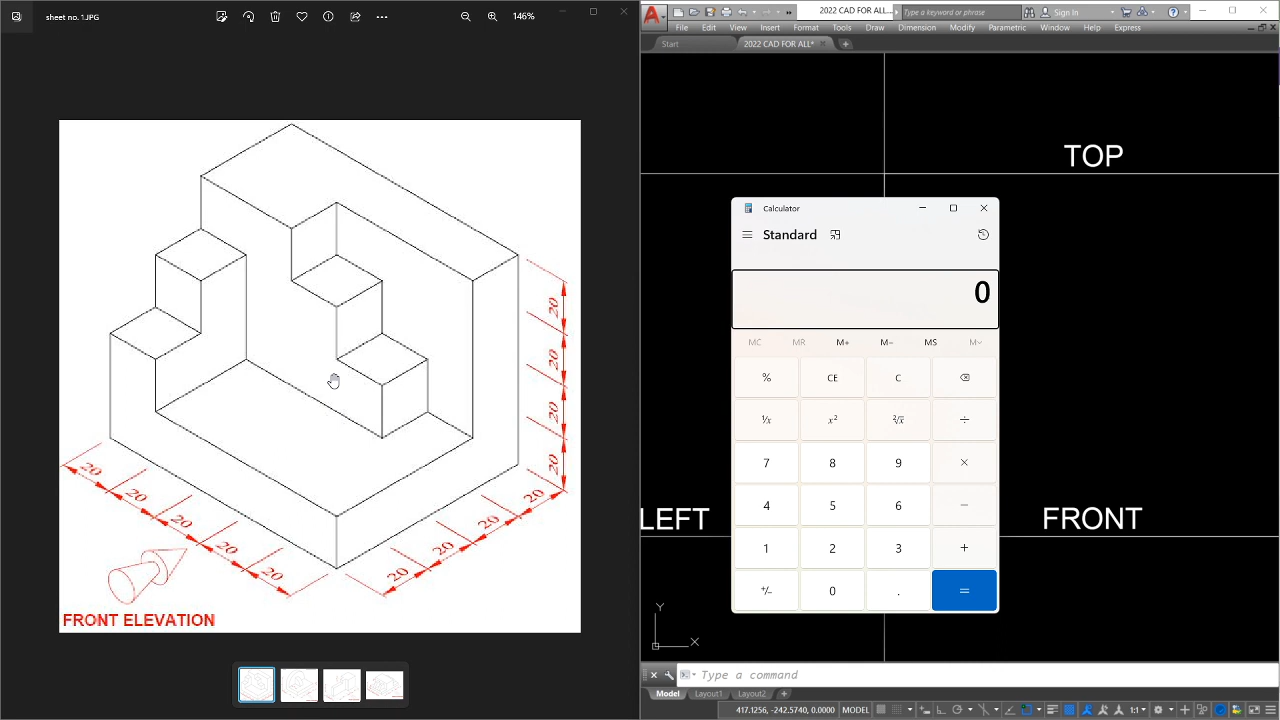 sheet no. 1.JPG
146%
20
20
20
20
20
20
20
20
20
20
20
20
20
FRONT ELEVATION
2022 CAD FOR ALL...
Type a keyword or phrase
Sign In
File Edit View Insert Format Tools Draw Dimension Modify Parametric Window Help Express
Start
2022 CAD FOR ALL*
TOP
LEFT
FRONT
Calculator
Standard
0
MC MR M+ M− MS M
% CE C
1/x x² ²√x ÷
7 8 9 ×
4 5 6 −
1 2 3 +
+/− 0 . =
Y
X
Type a command
Model Layout1 Layout2 +
417.1256, -242.5740, 0.0000 MODEL
1:1